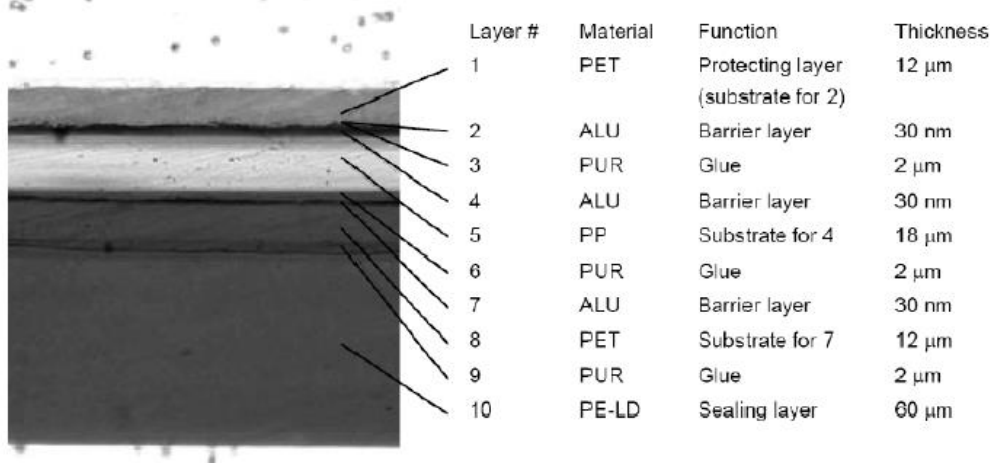 Layer # Material Function Thickness
1 PET Protecting layer 12 μm
(substrate for 2)
2 ALU Barrier layer 30 nm
3 PUR Glue 2 μm
4 ALU Barrier layer 30 nm
5 PP Substrate for 4 18 μm
6 PUR Glue 2 μm
7 ALU Barrier layer 30 nm
8 PET Substrate for 7 12 μm
9 PUR Glue 2 μm
10 PE-LD Sealing layer 60 μm